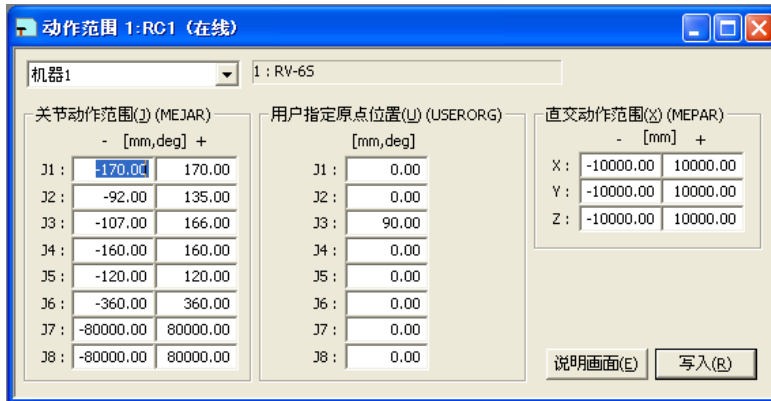 动作范围 1:RC1 (在线)
机器1 1 : RV-6S
关节动作范围(J) (MEJAR) 用户指定原点位置(U) (USERORG) 直交动作范围(X) (MEPAR)
- [mm,deg] + [mm,deg] - [mm] +
J1 : -170.00 170.00 J1 : 0.00 X : -10000.00 10000.00
J2 : -92.00 135.00 J2 : 0.00 Y : -10000.00 10000.00
J3 : -107.00 166.00 J3 : 90.00 Z : -10000.00 10000.00
J4 : -160.00 160.00 J4 : 0.00
J5 : -120.00 120.00 J5 : 0.00
J6 : -360.00 360.00 J6 : 0.00
J7 : -80000.00 80000.00 J7 : 0.00
J8 : -80000.00 80000.00 J8 : 0.00
说明画面(E) 写入(R)